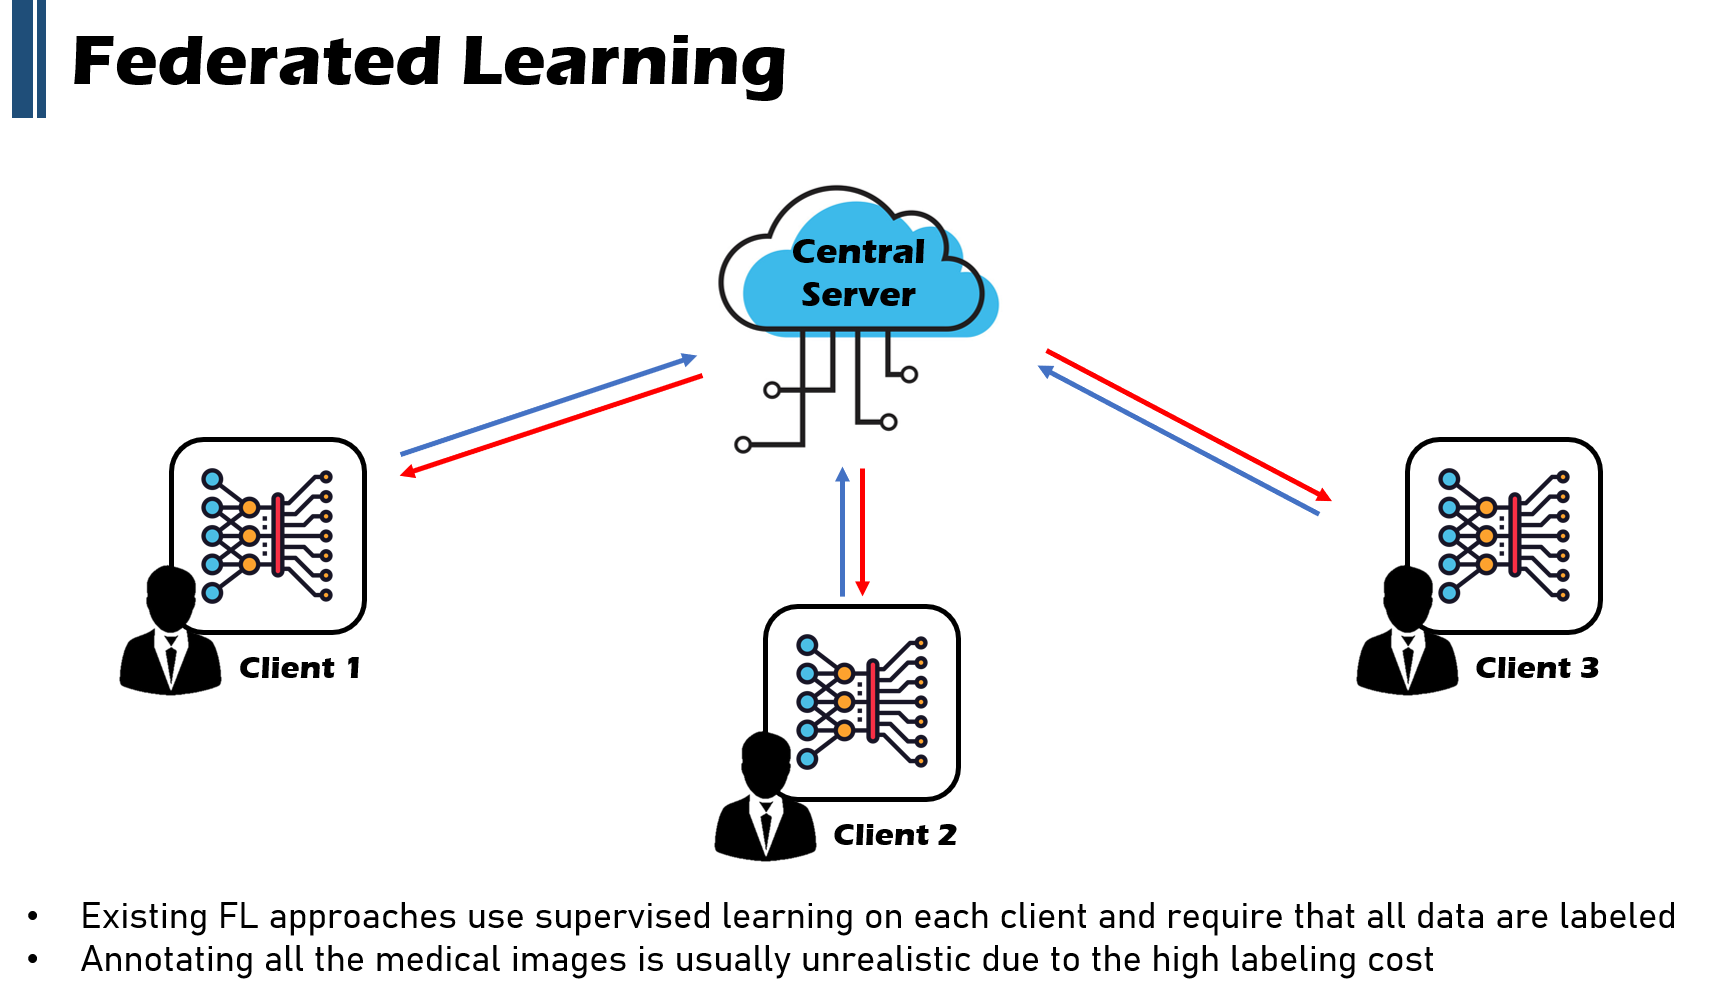 Federated Learning
Central
Server
Client 1
Client 2
Client 3
• Existing FL approaches use supervised learning on each client and require that all data are labeled
• Annotating all the medical images is usually unrealistic due to the high labeling cost